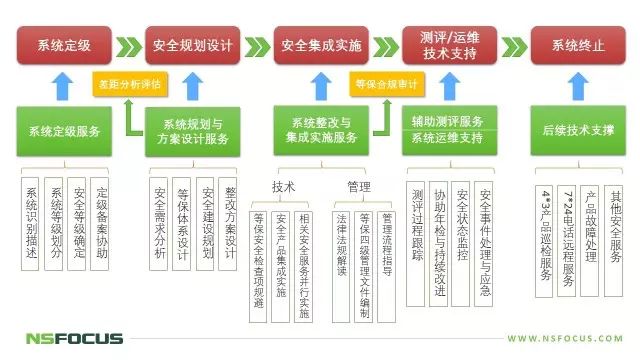 系统定级
安全规划设计
安全集成实施
测评/运维
技术支持
系统终止
差距分析评估
等保合规审计
系统定级服务
系统规划与
方案设计服务
系统整改与
集成实施服务
辅助测评服务
系统运维支持
后续技术支撑
技术
管理
系统识别描述
系统等级划分
安全等级确定
定级备案协助
安全需求分析
等保体系设计
安全建设规划
整改方案设计
等保安全检查项规避
安全产品集成实施
相关安全服务并行实施
法律法规解读
等保四级管理文件编制
管理流程指导
测评过程跟踪
协助年检与持续改进
安全状态监控
安全事件处理与应急
4*3产品巡检服务
7*24电话远程服务
产品故障处理
其他安全服务
NSFOCUS
WWW.NSFOCUS.COM